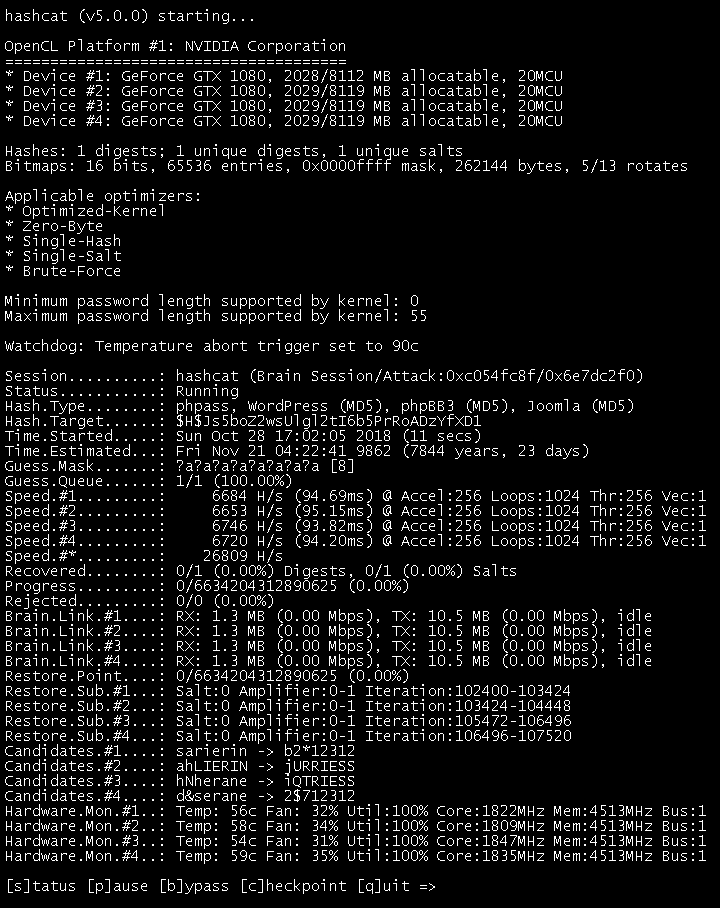 hashcat (v5.0.0) starting...
OpenCL Platform #1: NVIDIA Corporation
======================================
* Device #1: GeForce GTX 1080, 2028/8112 MB allocatable, 20MCU
* Device #2: GeForce GTX 1080, 2029/8119 MB allocatable, 20MCU
* Device #3: GeForce GTX 1080, 2029/8119 MB allocatable, 20MCU
* Device #4: GeForce GTX 1080, 2029/8119 MB allocatable, 20MCU
Hashes: 1 digests; 1 unique digests, 1 unique salts
Bitmaps: 16 bits, 65536 entries, 0x0000ffff mask, 262144 bytes, 5/13 rotates
Applicable optimizers:
* Optimized-Kernel
* Zero-Byte
* Single-Hash
* Single-Salt
* Brute-Force
Minimum password length supported by kernel: 0
Maximum password length supported by kernel: 55
Watchdog: Temperature abort trigger set to 90c
Session..........: hashcat (Brain Session/Attack:0xc054fc8f/0x6e7dc2f0)
Status...........: Running
Hash.Type........: phpass, WordPress (MD5), phpBB3 (MD5), Joomla (MD5)
Hash.Target......: $H$Js5boZ2wsUlgl2tI6b5PrRoADzYfXD1
Time.Started.....: Sun Oct 28 17:02:05 2018 (11 secs)
Time.Estimated...: Fri Nov 21 04:22:41 9862 (7844 years, 23 days)
Guess.Mask.......: ?a?a?a?a?a?a?a?a [8]
Guess.Queue......: 1/1 (100.00%)
Speed.#1.........:     6684 H/s (94.69ms) @ Accel:256 Loops:1024 Thr:256 Vec:1
Speed.#2.........:     6653 H/s (95.15ms) @ Accel:256 Loops:1024 Thr:256 Vec:1
Speed.#3.........:     6746 H/s (93.82ms) @ Accel:256 Loops:1024 Thr:256 Vec:1
Speed.#4.........:     6720 H/s (94.20ms) @ Accel:256 Loops:1024 Thr:256 Vec:1
Speed.#*.........:    26809 H/s
Recovered........: 0/1 (0.00%) Digests, 0/1 (0.00%) Salts
Progress.........: 0/6634204312890625 (0.00%)
Rejected.........: 0/0 (0.00%)
Brain.Link.#1....: RX: 1.3 MB (0.00 Mbps), TX: 10.5 MB (0.00 Mbps), idle
Brain.Link.#2....: RX: 1.3 MB (0.00 Mbps), TX: 10.5 MB (0.00 Mbps), idle
Brain.Link.#3....: RX: 1.3 MB (0.00 Mbps), TX: 10.5 MB (0.00 Mbps), idle
Brain.Link.#4....: RX: 1.3 MB (0.00 Mbps), TX: 10.5 MB (0.00 Mbps), idle
Restore.Point....: 0/6634204312890625 (0.00%)
Restore.Sub.#1...: Salt:0 Amplifier:0-1 Iteration:102400-103424
Restore.Sub.#2...: Salt:0 Amplifier:0-1 Iteration:103424-104448
Restore.Sub.#3...: Salt:0 Amplifier:0-1 Iteration:105472-106496
Restore.Sub.#4...: Salt:0 Amplifier:0-1 Iteration:106496-107520
Candidates.#1....: sarierin -> b2*12312
Candidates.#2....: ahLIERIN -> jURRIESS
Candidates.#3....: hNherane -> iQTRIESS
Candidates.#4....: d&serane -> 2$712312
Hardware.Mon.#1..: Temp: 56c Fan: 32% Util:100% Core:1822MHz Mem:4513MHz Bus:1
Hardware.Mon.#2..: Temp: 58c Fan: 34% Util:100% Core:1809MHz Mem:4513MHz Bus:1
Hardware.Mon.#3..: Temp: 54c Fan: 31% Util:100% Core:1847MHz Mem:4513MHz Bus:1
Hardware.Mon.#4..: Temp: 59c Fan: 35% Util:100% Core:1835MHz Mem:4513MHz Bus:1
[s]tatus [p]ause [b]ypass [c]heckpoint [q]uit =>